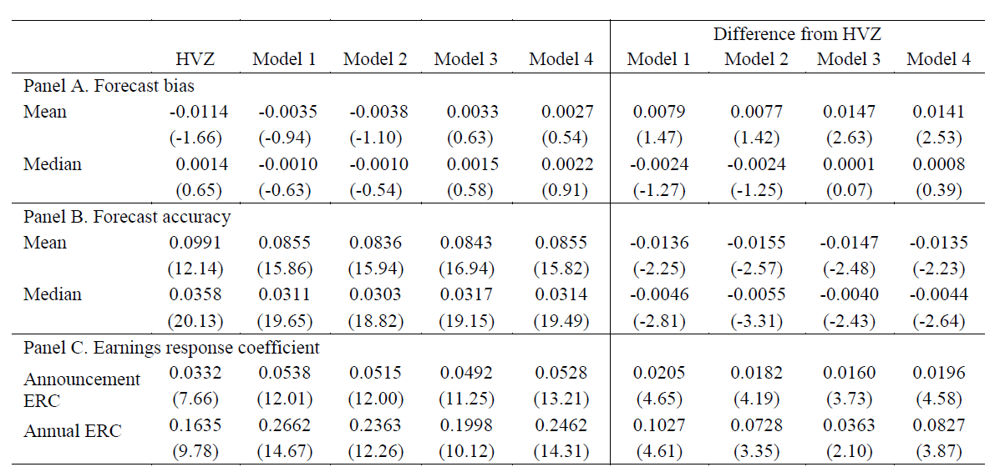 Difference from HVZ
HVZ Model 1 Model 2 Model 3 Model 4 Model 1 Model 2 Model 3 Model 4
Panel A. Forecast bias
Mean -0.0114 -0.0035 -0.0038 0.0033 0.0027 0.0079 0.0077 0.0147 0.0141
(-1.66) (-0.94) (-1.10) (0.63) (0.54) (1.47) (1.42) (2.63) (2.53)
Median 0.0014 -0.0010 -0.0010 0.0015 0.0022 -0.0024 -0.0024 0.0001 0.0008
(0.65) (-0.63) (-0.54) (0.58) (0.91) (-1.27) (-1.25) (0.07) (0.39)
Panel B. Forecast accuracy
Mean 0.0991 0.0855 0.0836 0.0843 0.0855 -0.0136 -0.0155 -0.0147 -0.0135
(12.14) (15.86) (15.94) (16.94) (15.82) (-2.25) (-2.57) (-2.48) (-2.23)
Median 0.0358 0.0311 0.0303 0.0317 0.0314 -0.0046 -0.0055 -0.0040 -0.0044
(20.13) (19.65) (18.82) (19.15) (19.49) (-2.81) (-3.31) (-2.43) (-2.64)
Panel C. Earnings response coefficient
Announcement 0.0332 0.0538 0.0515 0.0492 0.0528 0.0205 0.0182 0.0160 0.0196
ERC (7.66) (12.01) (12.00) (11.25) (13.21) (4.65) (4.19) (3.73) (4.58)
Annual ERC 0.1635 0.2662 0.2363 0.1998 0.2462 0.1027 0.0728 0.0363 0.0827
(9.78) (14.67) (12.26) (10.12) (14.31) (4.61) (3.35) (2.10) (3.87)